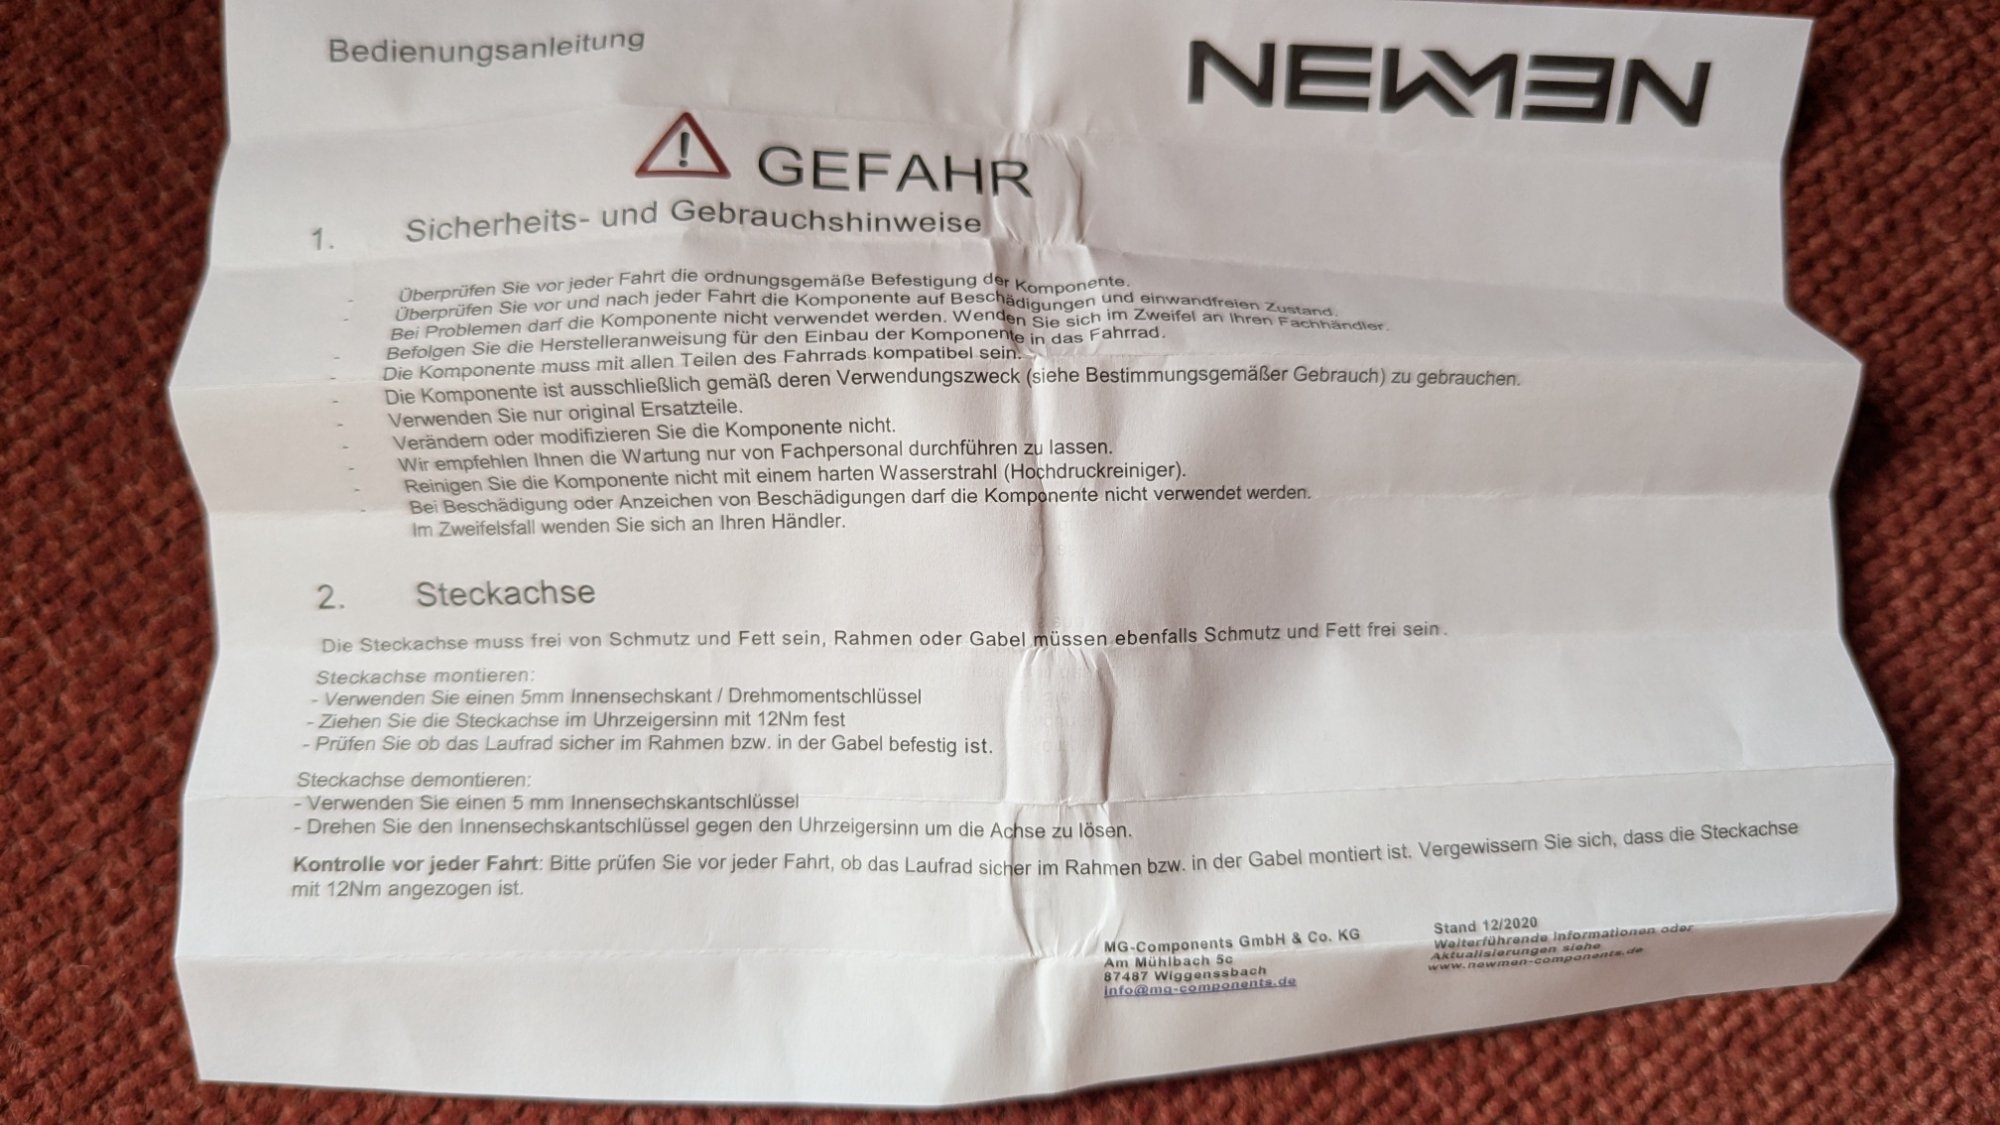 Bedienungsanleitung
NEWMEN
! GEFAHR
1. Sicherheits- und Gebrauchshinweise
- Überprüfen Sie vor jeder Fahrt die ordnungsgemäße Befestigung der Komponente.
- Überprüfen Sie vor und nach jeder Fahrt die Komponente auf Beschädigungen und einwandfreien Zustand.
Bei Problemen darf die Komponente nicht verwendet werden. Wenden Sie sich im Zweifel an Ihren Fachhändler.
- Befolgen Sie die Herstelleranweisung für den Einbau der Komponente in das Fahrrad.
- Die Komponente muss mit allen Teilen des Fahrrads kompatibel sein.
- Die Komponente ist ausschließlich gemäß deren Verwendungszweck (siehe Bestimmungsgemäßer Gebrauch) zu gebrauchen.
- Verwenden Sie nur original Ersatzteile.
- Verändern oder modifizieren Sie die Komponente nicht.
- Wir empfehlen Ihnen die Wartung nur von Fachpersonal durchführen zu lassen.
- Reinigen Sie die Komponente nicht mit einem harten Wasserstrahl (Hochdruckreiniger).
- Bei Beschädigung oder Anzeichen von Beschädigungen darf die Komponente nicht verwendet werden.
Im Zweifelsfall wenden Sie sich an Ihren Händler.
2. Steckachse
Die Steckachse muss frei von Schmutz und Fett sein, Rahmen oder Gabel müssen ebenfalls Schmutz und Fett frei sein.
Steckachse montieren:
- Verwenden Sie einen 5mm Innensechskant / Drehmomentschlüssel
- Ziehen Sie die Steckachse im Uhrzeigersinn mit 12Nm fest
- Prüfen Sie ob das Laufrad sicher im Rahmen bzw. in der Gabel befestig ist.
Steckachse demontieren:
- Verwenden Sie einen 5 mm Innensechskantschlüssel
- Drehen Sie den Innensechskantschlüssel gegen den Uhrzeigersinn um die Achse zu lösen.
Kontrolle vor jeder Fahrt: Bitte prüfen Sie vor jeder Fahrt, ob das Laufrad sicher im Rahmen bzw. in der Gabel montiert ist. Vergewissern Sie sich, dass die Steckachse
mit 12Nm angezogen ist.
MG-Components GmbH & Co. KG
Am Mühlbach 5c
87487 Wiggenssbach
info@mg-components.de
Stand 12/2020
Weiterführende Informationen oder
Aktualisierungen siehe
www.newmen-components.de